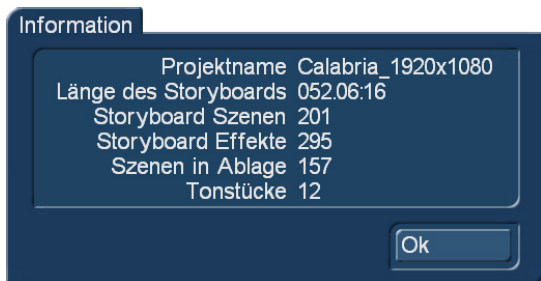 Information
Projektname Calabria_1920x1080
Länge des Storyboards 052.06:16
Storyboard Szenen 201
Storyboard Effekte 295
Szenen in Ablage 157
Tonstücke 12
Ok